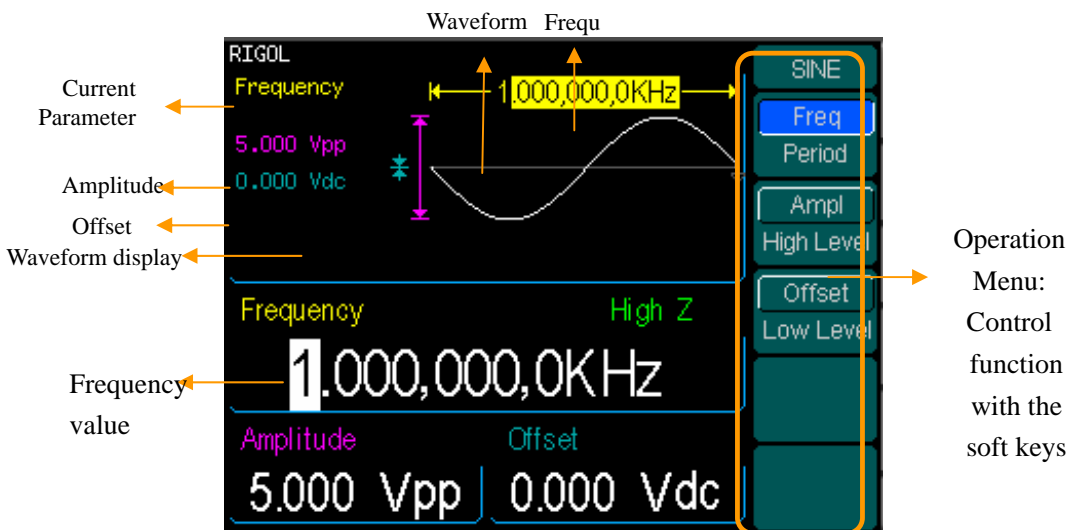 Waveform Frequ
RIGOL
Frequency
1.000,000,0KHz
5.000 Vpp
0.000 Vdc
Current
Parameter
Amplitude
Offset
Waveform display
SINE
Freq
Period
Ampl
High Level
Offset
Low Level
Frequency High Z
1.000,000,0KHz
Frequency
value
Amplitude Offset
5.000 Vpp 0.000 Vdc
Operation
Menu:
Control
function
with the
soft keys